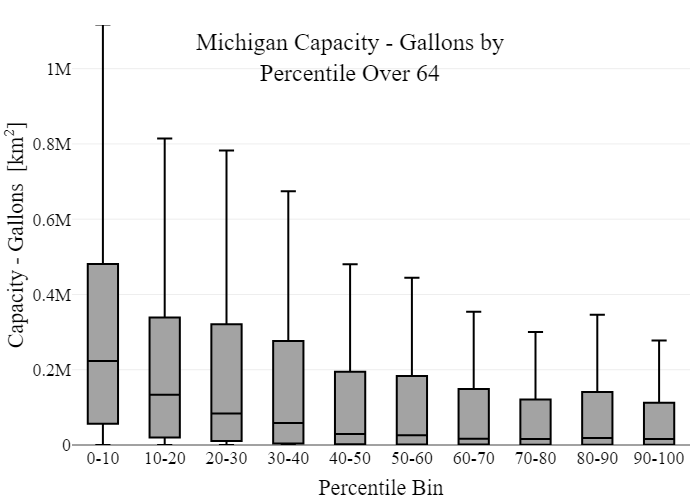 Michigan Capacity - Gallons by
Percentile Over 64
Capacity - Gallons [km²]
1M
0.8M
0.6M
0.4M
0.2M
0
0-10 10-20 20-30 30-40 40-50 50-60 60-70 70-80 80-90 90-100
Percentile Bin